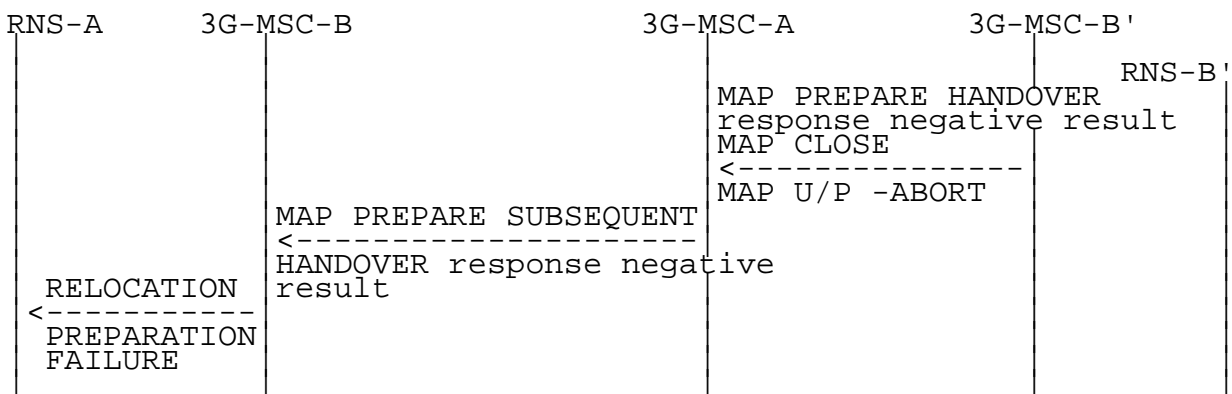 RNS-A 3G-MSC-B 3G-MSC-A 3G-MSC-B'
RNS-B'
MAP PREPARE HANDOVER
response negative result
MAP CLOSE
MAP U/P -ABORT
MAP PREPARE SUBSEQUENT
HANDOVER response negative
result
RELOCATION
PREPARATION
FAILURE